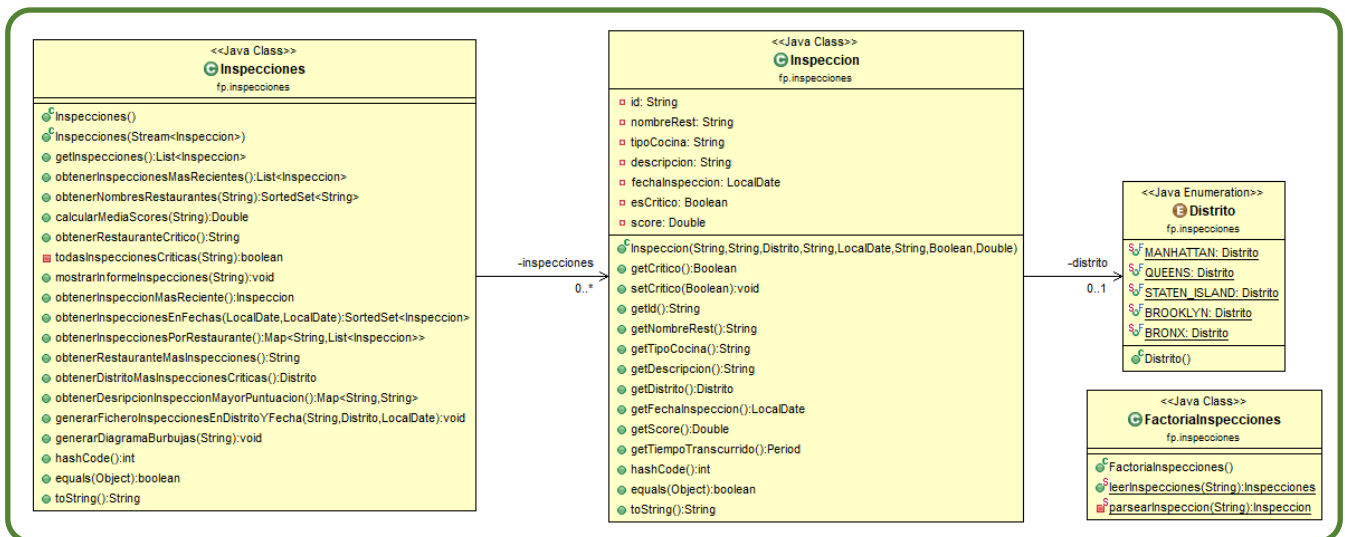 <<Java Class>>
Inspecciones
fp.inspecciones
Inspecciones()
Inspecciones(Stream<Inspeccion>)
getInspecciones():List<Inspeccion>
obtenerInspeccionesMasRecientes():List<Inspeccion>
obtenerNombresRestaurantes(String):SortedSet<String>
calcularMediaScores(String):Double
obtenerRestauranteCritico():String
todasInspeccionesCriticas(String):boolean
mostrarInformeInspecciones(String):void
obtenerInspeccionMasReciente():Inspeccion
obtenerInspeccionesEnFechas(LocalDate,LocalDate):SortedSet<Inspeccion>
obtenerInspeccionesPorRestaurante():Map<String,List<Inspeccion>>
obtenerRestauranteMasInspecciones():String
obtenerDistritoMasInspeccionesCriticas():Distrito
obtenerDesripcionInspeccionMayorPuntuacion():Map<String,String>
generarFicheroInspeccionesEnDistritoYFecha(String,Distrito,LocalDate):void
generarDiagramaBurbujas(String):void
hashCode():int
equals(Object):boolean
toString():String
-inspecciones
0..*
<<Java Class>>
Inspeccion
fp.inspecciones
id: String
nombreRest: String
tipoCocina: String
descripcion: String
fechaInspeccion: LocalDate
esCritico: Boolean
score: Double
Inspeccion(String,String,Distrito,String,LocalDate,String,Boolean,Double)
getCritico():Boolean
setCritico(Boolean):void
getId():String
getNombreRest():String
getTipoCocina():String
getDescripcion():String
getDistrito():Distrito
getFechaInspeccion():LocalDate
getScore():Double
getTiempoTranscurrido():Period
hashCode():int
equals(Object):boolean
toString():String
-distrito
0..1
<<Java Enumeration>>
Distrito
fp.inspecciones
MANHATTAN: Distrito
QUEENS: Distrito
STATEN_ISLAND: Distrito
BROOKLYN: Distrito
BRONX: Distrito
Distrito()
<<Java Class>>
FactoriaInspecciones
fp.inspecciones
FactoriaInspecciones()
leerInspecciones(String):Inspecciones
parsearInspeccion(String):Inspeccion